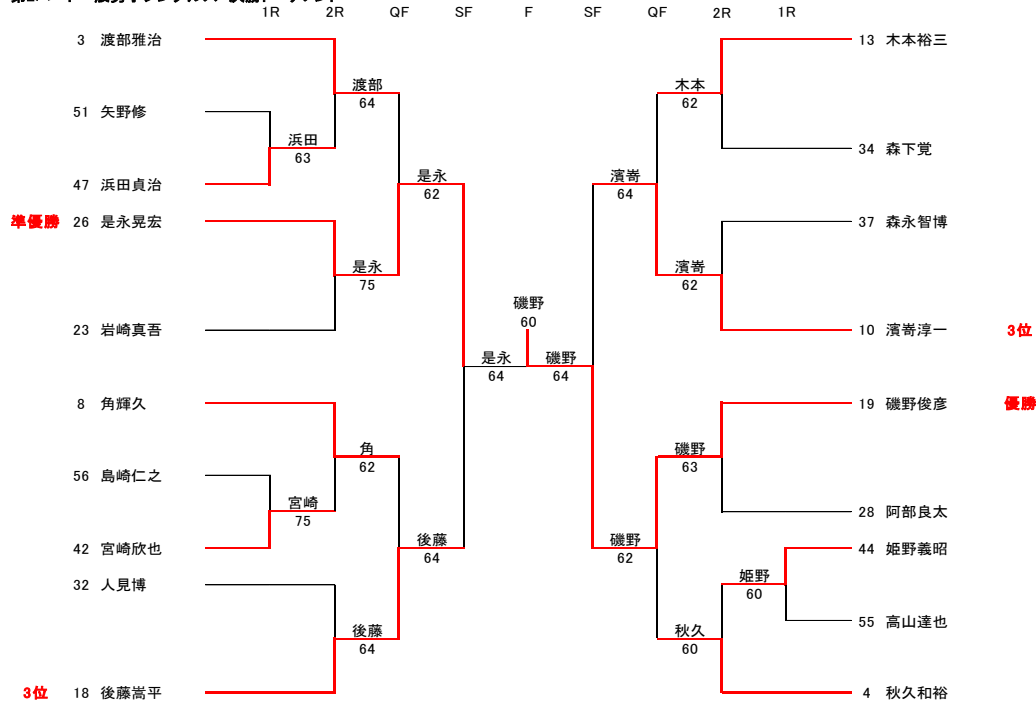 1R 2R QF SF F SF QF 2R 1R
3 渡部雅治
13 木本裕三
渡部
64
木本
62
51 矢野修
浜田
63
34 森下覚
47 浜田貞治
是永
62
濱嵜
64
準優勝 26 是永晃宏
37 森永智博
是永
75
濱嵜
62
23 岩崎真吾
磯野
60
10 濱嵜淳一 3位
是永
64
磯野
64
8 角輝久
19 磯野俊彦 優勝
角
62
磯野
63
56 島崎仁之
宮崎
75
28 阿部良太
42 宮崎欣也
後藤
64
磯野
62
44 姫野義昭
32 人見博
姫野
60
55 高山達也
後藤
64
秋久
60
3位 18 後藤嵩平
4 秋久和裕